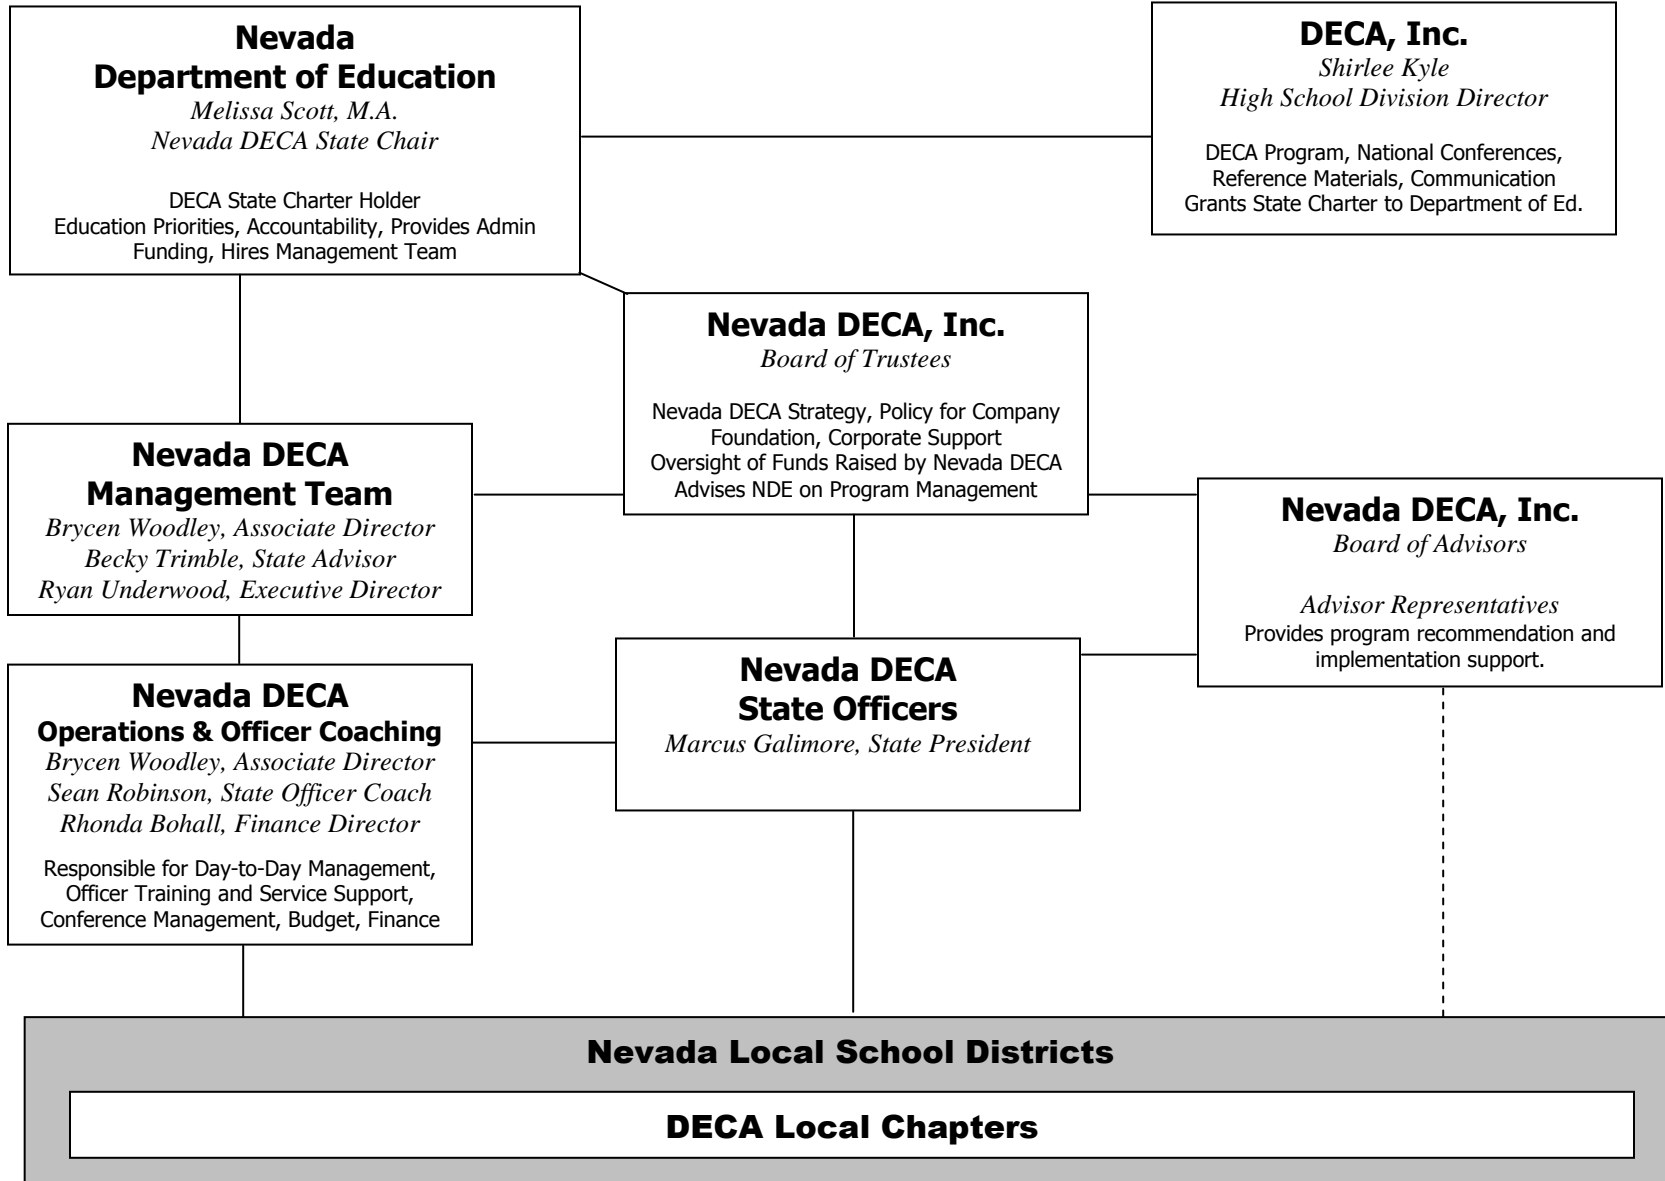 Nevada
Department of Education
Melissa Scott, M.A.
Nevada DECA State Chair
DECA State Charter Holder
Education Priorities, Accountability, Provides Admin
Funding, Hires Management Team
DECA, Inc.
Shirlee Kyle
High School Division Director
DECA Program, National Conferences,
Reference Materials, Communication
Grants State Charter to Department of Ed.
Nevada DECA, Inc.
Board of Trustees
Nevada DECA Strategy, Policy for Company
Foundation, Corporate Support
Oversight of Funds Raised by Nevada DECA
Advises NDE on Program Management
Nevada DECA
Management Team
Brycen Woodley, Associate Director
Becky Trimble, State Advisor
Ryan Underwood, Executive Director
Nevada DECA, Inc.
Board of Advisors
Advisor Representatives
Provides program recommendation and
implementation support.
Nevada DECA
Operations & Officer Coaching
Brycen Woodley, Associate Director
Sean Robinson, State Officer Coach
Rhonda Bohall, Finance Director
Responsible for Day-to-Day Management,
Officer Training and Service Support,
Conference Management, Budget, Finance
Nevada DECA
State Officers
Marcus Galimore, State President
Nevada Local School Districts
DECA Local Chapters